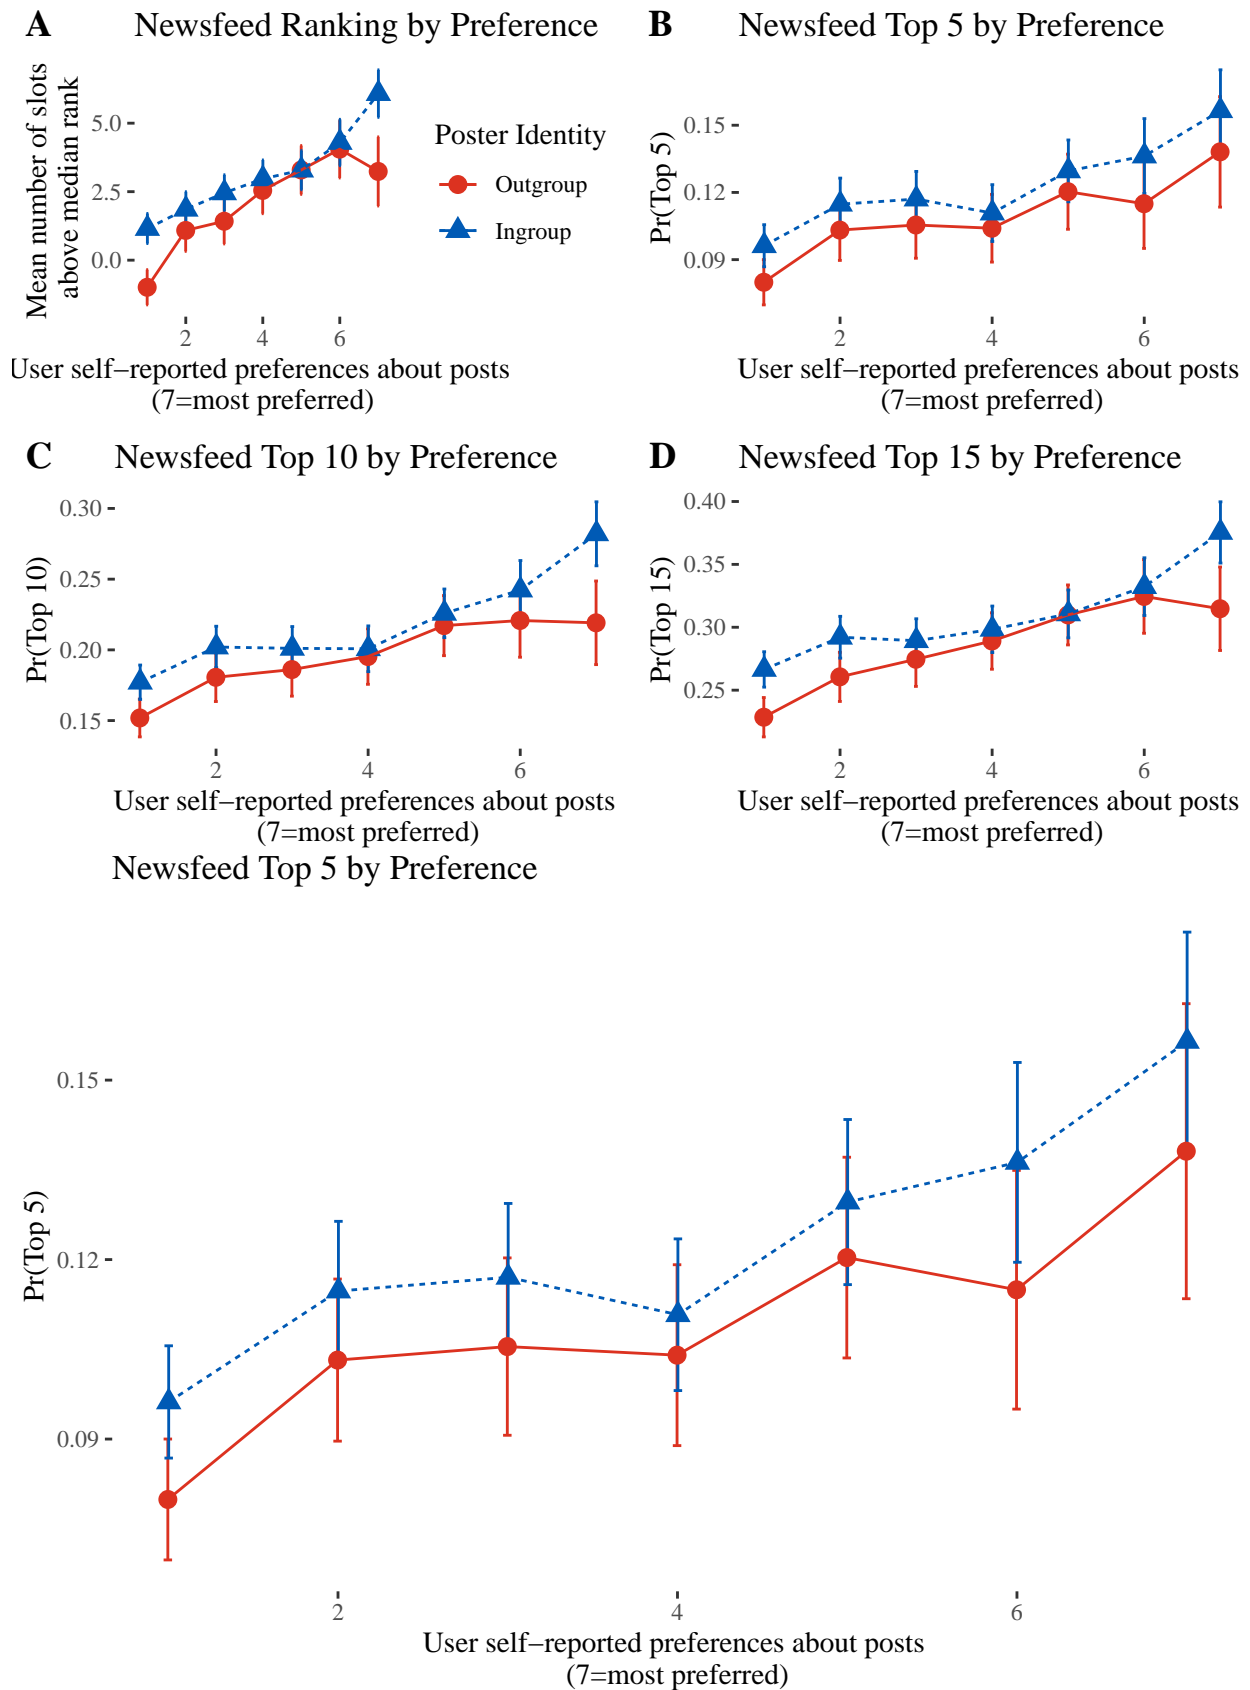 A Newsfeed Ranking by Preference
Mean number of slots
above median rank
5.0
2.5
0.0
2 4 6
User self−reported preferences about posts
(7=most preferred)
Poster Identity
Outgroup
Ingroup
B Newsfeed Top 5 by Preference
Pr(Top 5)
0.15
0.12
0.09
2 4 6
User self−reported preferences about posts
(7=most preferred)
C Newsfeed Top 10 by Preference
Pr(Top 10)
0.30
0.25
0.20
0.15
2 4 6
User self−reported preferences about posts
(7=most preferred)
D Newsfeed Top 15 by Preference
Pr(Top 15)
0.40
0.35
0.30
0.25
2 4 6
User self−reported preferences about posts
(7=most preferred)
Newsfeed Top 5 by Preference
Pr(Top 5)
0.15
0.12
0.09
2 4 6
User self−reported preferences about posts
(7=most preferred)